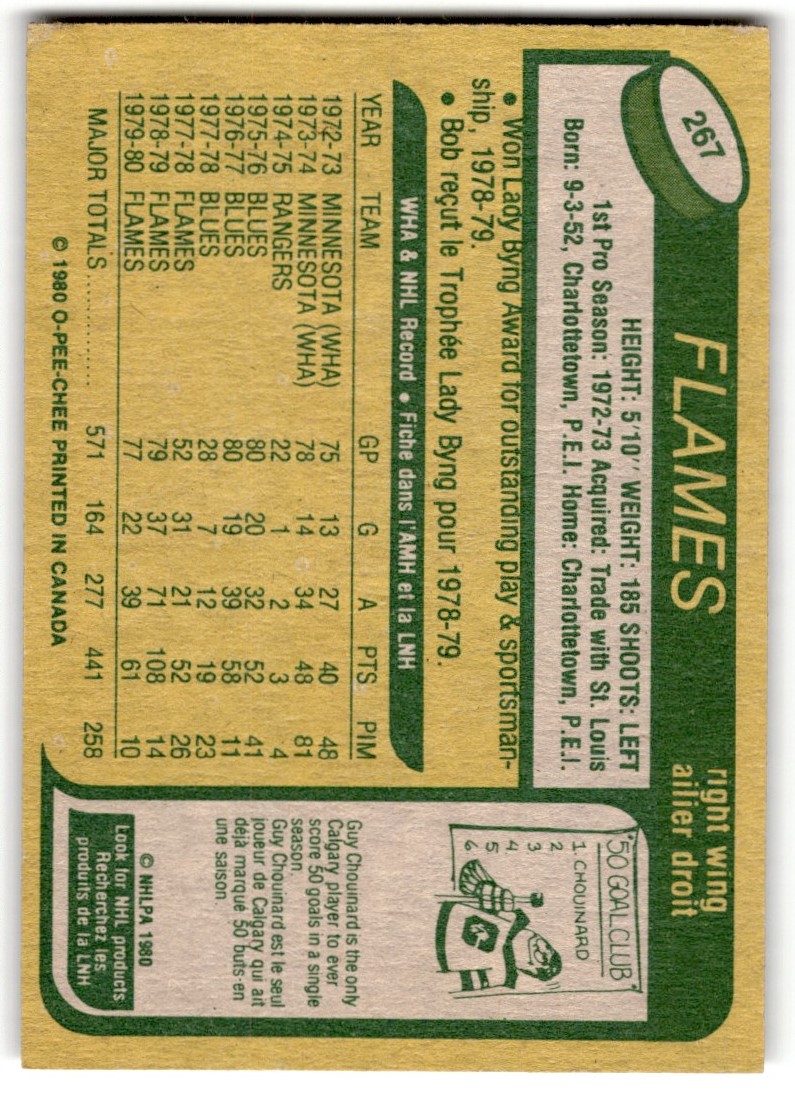 267
FLAMES
right wing
ailier droit
HEIGHT: 5'10" WEIGHT: 185 SHOOTS: LEFT
1st Pro Season: 1972-73 Acquired: Trade with St. Louis
Born: 9-3-52, Charlottetown, P.E.I. Home: Charlottetown, P.E.I.
• Won Lady Byng Award for outstanding play & sportsman-
ship, 1978-79.
• Bob reçut le Trophée Lady Byng pour 1978-79.
WHA & NHL Record • Fiche dans l'AMH et la LNH
YEAR TEAM GP G A PTS PIM
1972-73 MINNESOTA (WHA) 75 13 27 40 48
1973-74 MINNESOTA (WHA) 78 14 34 48 81
1974-75 RANGERS 22 1 2 3 4
1975-76 BLUES 80 20 32 52 41
1976-77 BLUES 80 19 39 58 11
1977-78 BLUES 28 7 12 19 23
1977-78 FLAMES 52 31 21 52 26
1978-79 FLAMES 79 37 71 108 14
1979-80 FLAMES 77 22 39 61 10
MAJOR TOTALS .............. 571 164 277 441 258
© 1980 O-PEE-CHEE PRINTED IN CANADA
50 GOAL CLUB
1. CHOUINARD
2
3
4
5
6
C
Guy Chouinard is the only
Calgary player to ever
score 50 goals in a single
season.
Guy Chouinard est le seul
joueur de Calgary qui ait
déjà marqué 50 buts en
une saison.
© NHLPA 1980
Look for NHL products
Recherchez les
produits de la LNH